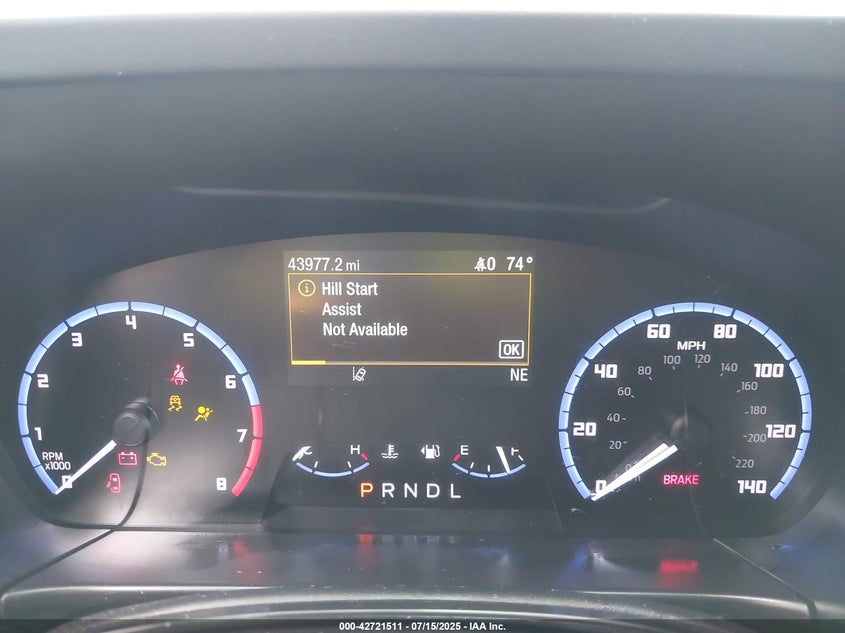 43977.2 mi
40 74°
Hill Start
Assist
Not Available
OK
NE
0 1 2 3 4 5 6 7 8
RPM
x1000
H
E
F
P R N D L
0 20 40 60 80 100 120 140
MPH
20 40 60 80 100 120 140 160 180 200 220
BRAKE
000-42721511 - 07/15/2025 - IAA Inc.